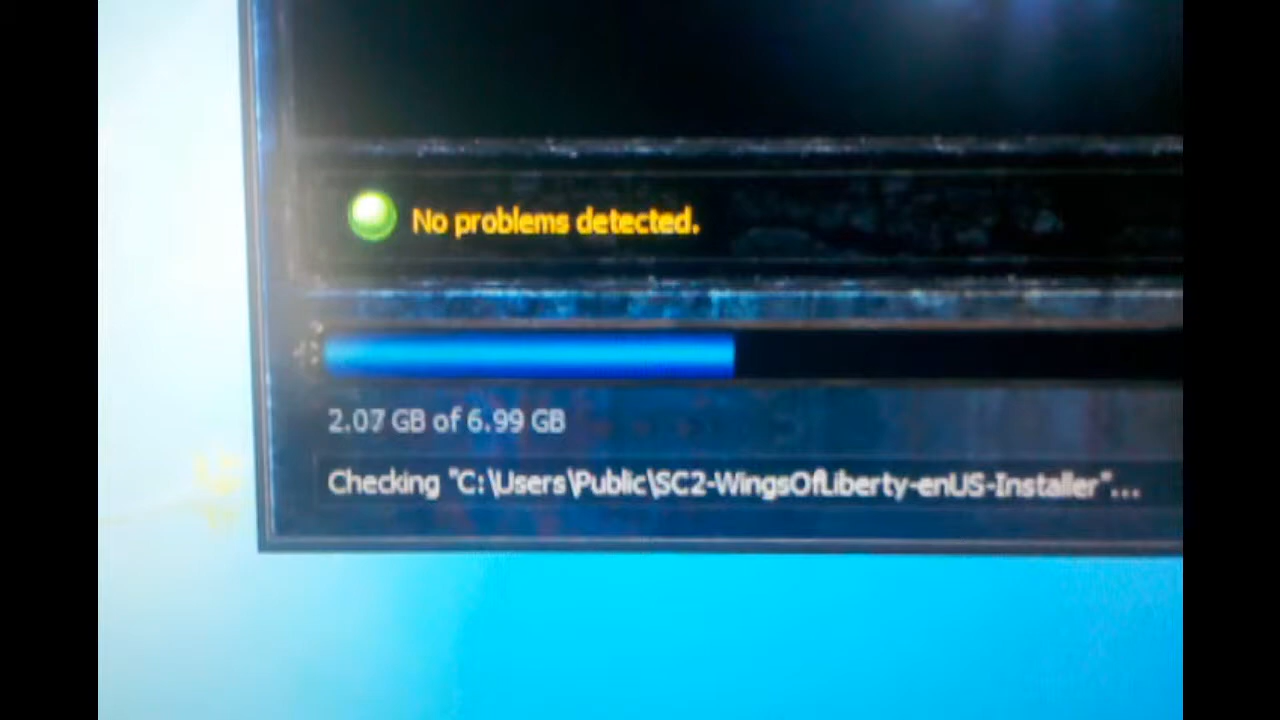 No problems detected.
2.07 GB of 6.99 GB
Checking "C:\Users\Public\SC2-WingsOfLiberty-enUS-Installer"...